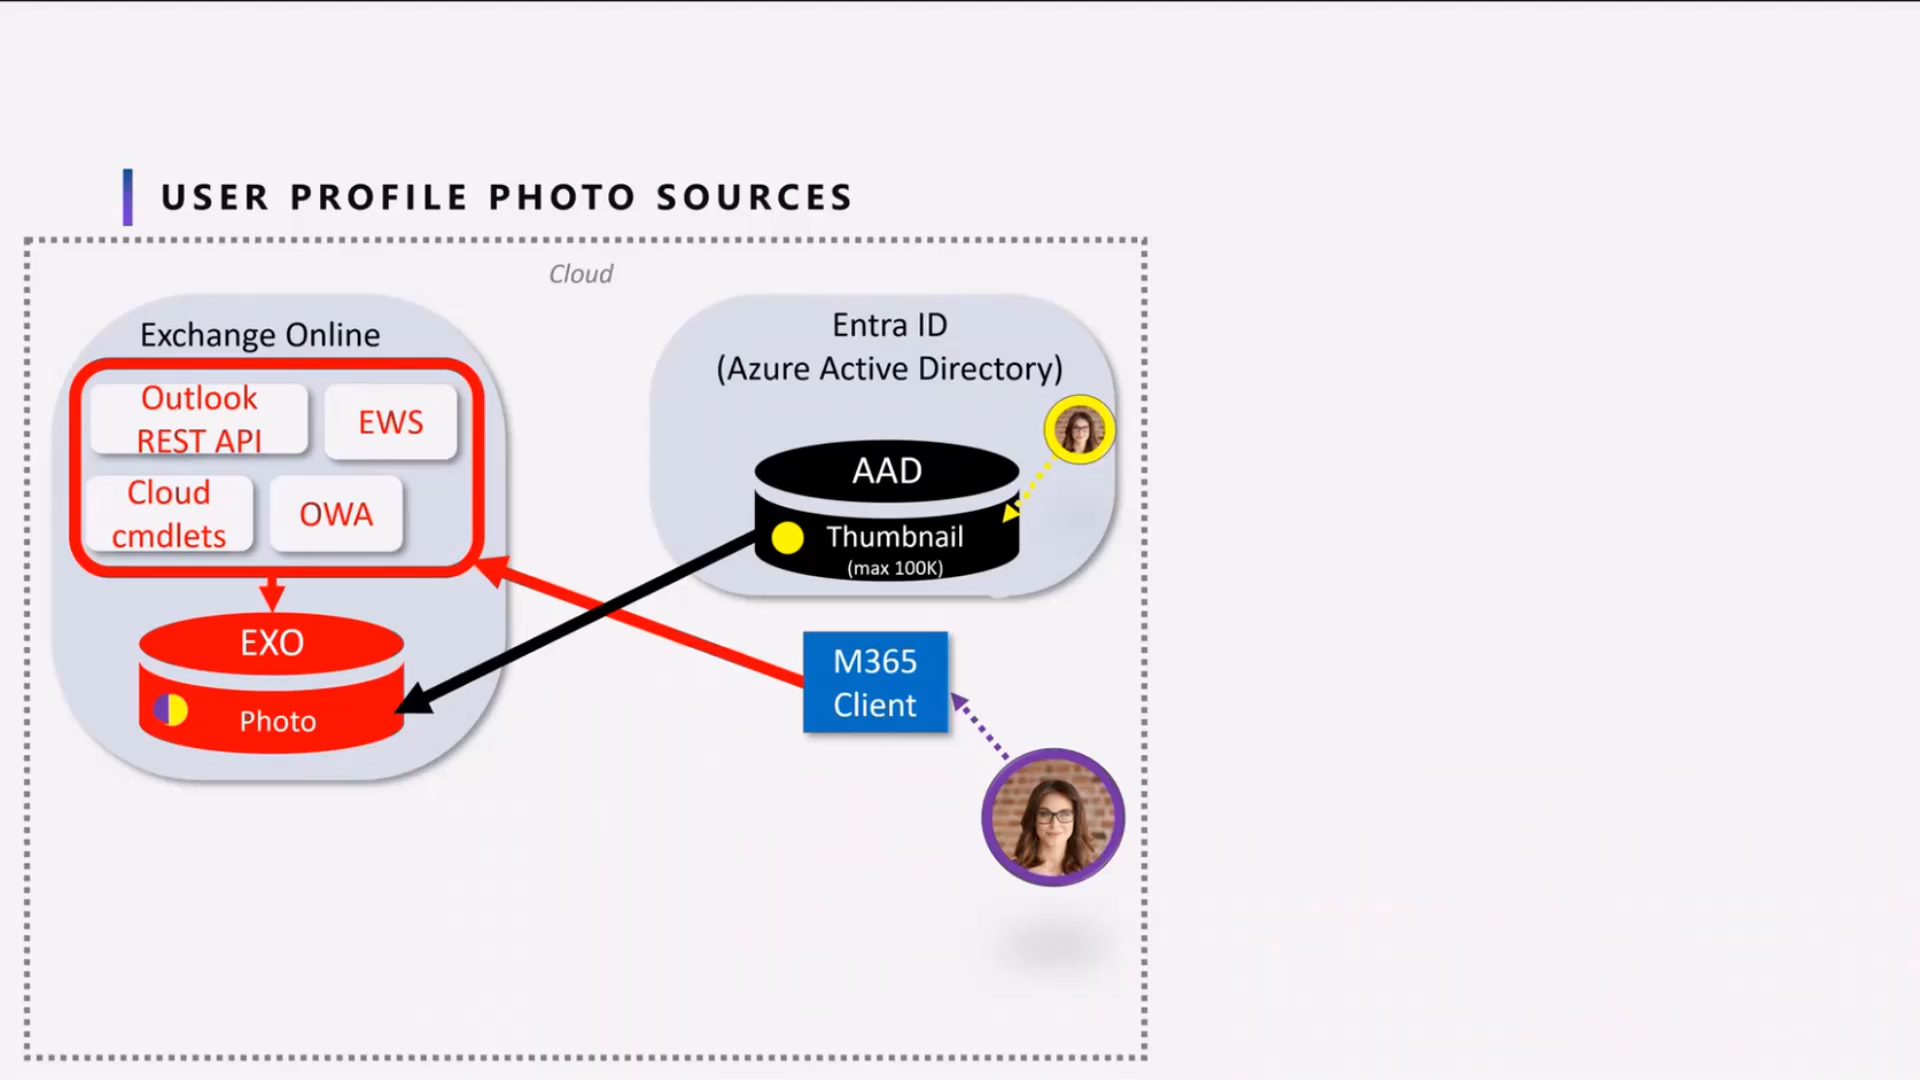 USER PROFILE PHOTO SOURCES
Cloud
Exchange Online
Outlook
REST API
EWS
Cloud
cmdlets
OWA
EXO
Photo
Entra ID
(Azure Active Directory)
AAD
Thumbnail
(max 100K)
M365
Client